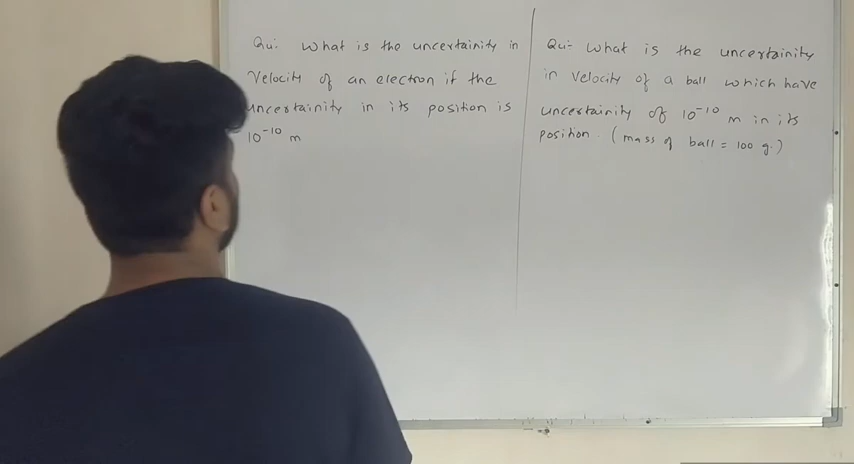 Qu: What is the uncertainity in
Velocity of an electron if the
uncertainity in its position is
10⁻¹⁰ m
Qu:- What is the uncertainity
in velocity of a ball which have
uncertainity of 10⁻¹⁰ m in its
position. (mass of ball = 100 g.)